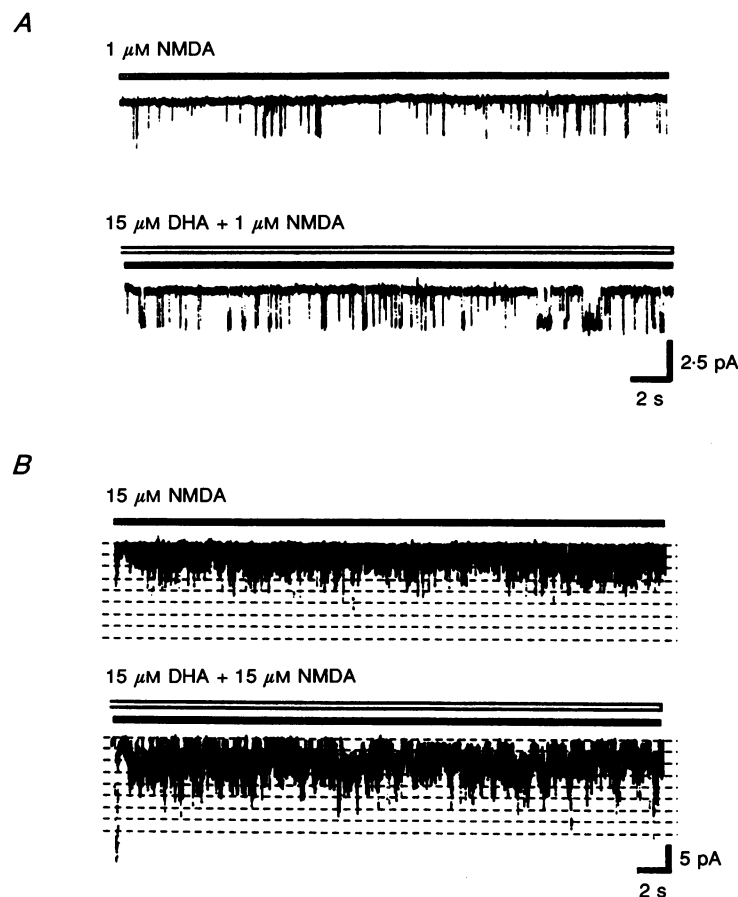 A
1 μM NMDA
15 μM DHA + 1 μM NMDA
2·5 pA
2 s
B
15 μM NMDA
15 μM DHA + 15 μM NMDA
5 pA
2 s